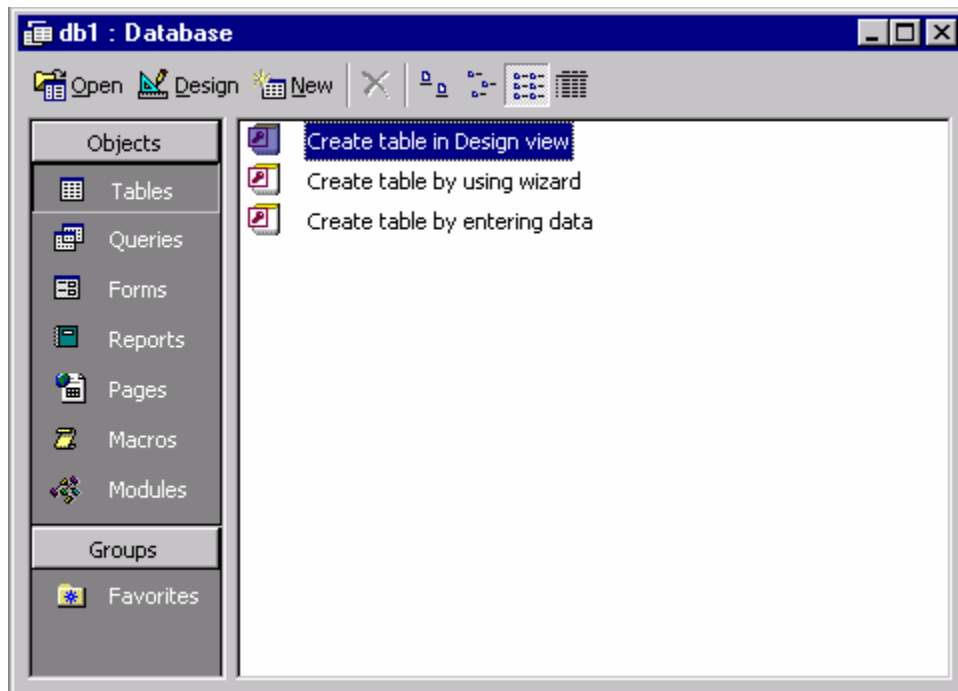 db1 : Database
Open Design New
Objects
Tables
Queries
Forms
Reports
Pages
Macros
Modules
Groups
Favorites
Create table in Design view
Create table by using wizard
Create table by entering data